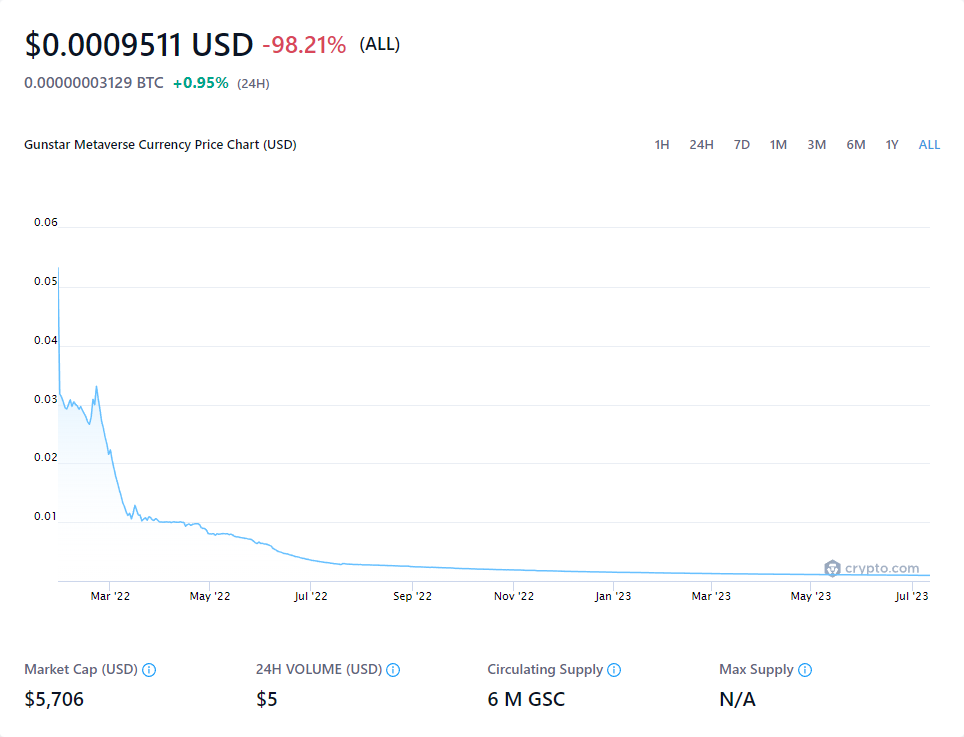 $0.0009511 USD -98.21% (ALL)
0.00000003129 BTC +0.95% (24H)
Gunstar Metaverse Currency Price Chart (USD) 1H 24H 7D 1M 3M 6M 1Y ALL
0.06
0.05
0.04
0.03
0.02
0.01
crypto.com
Mar '22 May '22 Jul '22 Sep '22 Nov '22 Jan '23 Mar '23 May '23 Jul '23
Market Cap (USD) 24H VOLUME (USD) Circulating Supply Max Supply
$5,706 $5 6 M GSC N/A